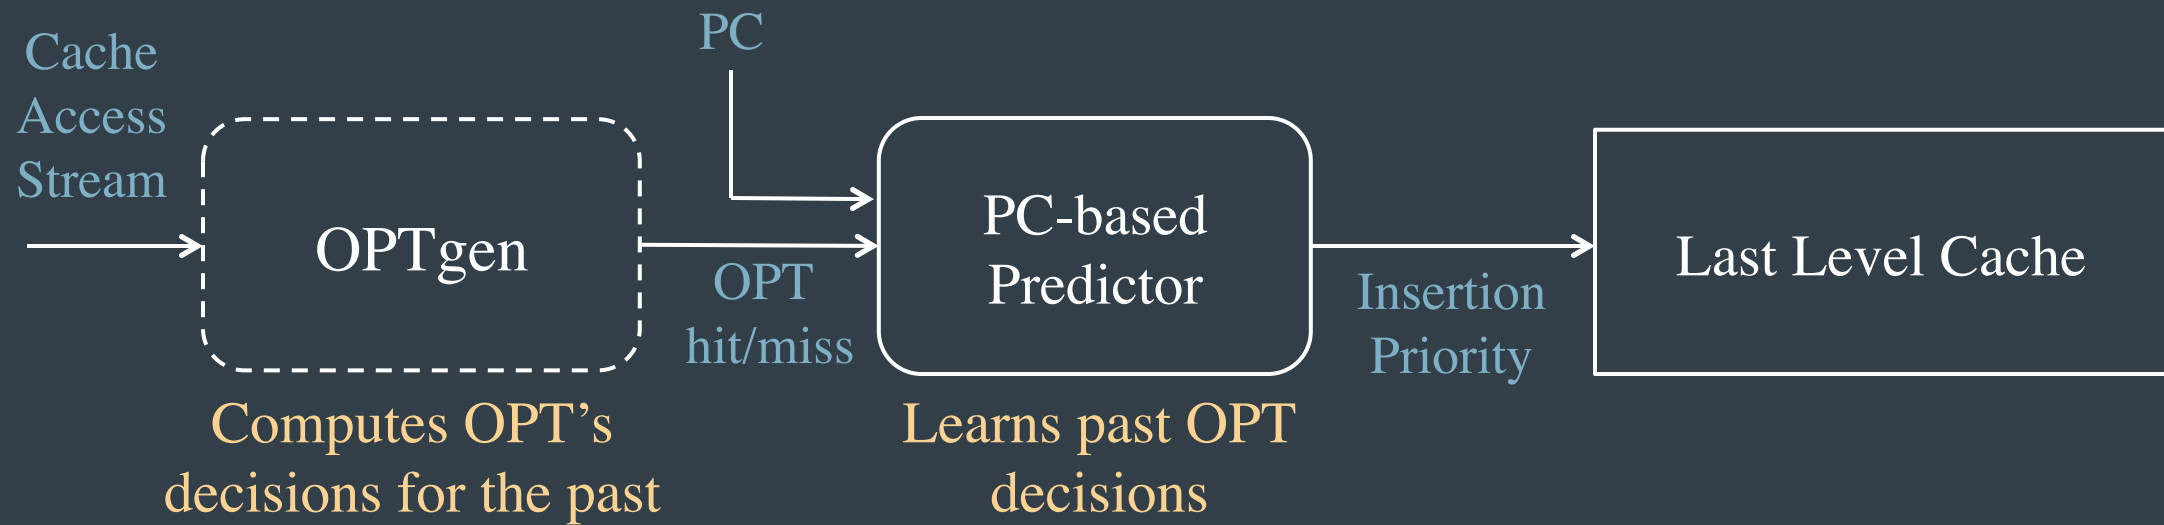 Cache
Access
Stream
OPTgen
Computes OPT’s
decisions for the past
PC
OPT
hit/miss
PC-based
Predictor
Learns past OPT
decisions
Insertion
Priority
Last Level Cache